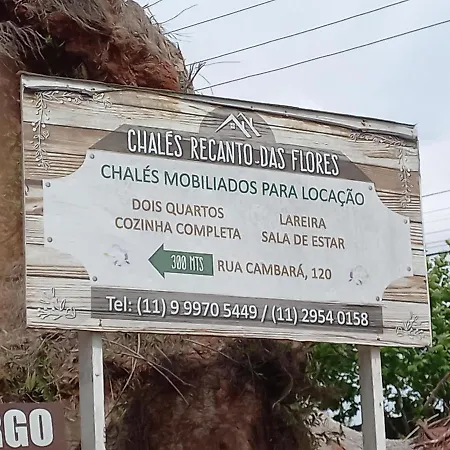 CHALÉS RECANTO DAS FLORES
CHALÉS MOBILIADOS PARA LOCAÇÃO
DOIS QUARTOS
COZINHA COMPLETA
LAREIRA
SALA DE ESTAR
300 MTS
RUA CAMBARÁ, 120
Tel: (11) 9 9970 5449 / (11) 2954 0158
RGO